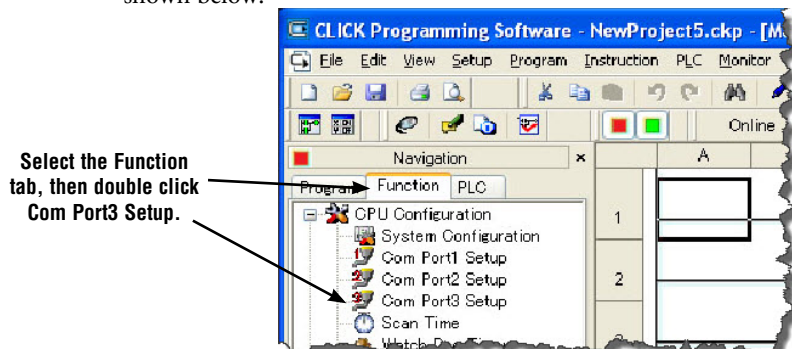 shown below.
CLICK Programming Software - NewProject5.ckp - [M
File Edit View Setup Program Instruction PLC Monitor
Online
Navigation
Program Function PLC
A
Select the Function
tab, then double click
Com Port3 Setup.
CPU Configuration
System Configuration
Com Port1 Setup
Com Port2 Setup
Com Port3 Setup
Scan Time
1
2